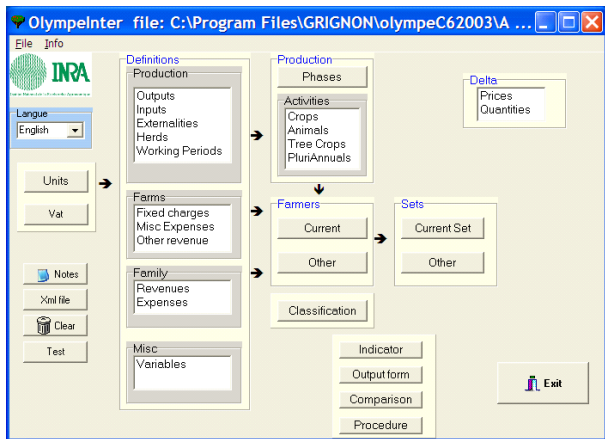 OlympeInter file: C:\Program Files\GRIGNON\olympeC62003\A ...
File Info
INRA
Langue
English
Units
Vat
Notes
Xml file
Clear
Test
Definitions
Production
Outputs
Inputs
Externalities
Herds
Working Periods
Farms
Fixed charges
Misc Expenses
Other revenue
Family
Revenues
Expenses
Misc
Variables
Production
Phases
Activities
Crops
Animals
Tree Crops
PluriAnnuals
Farmers
Current
Other
Classification
Sets
Current Set
Other
Delta
Prices
Quantities
Indicator
Output form
Comparison
Procedure
Exit